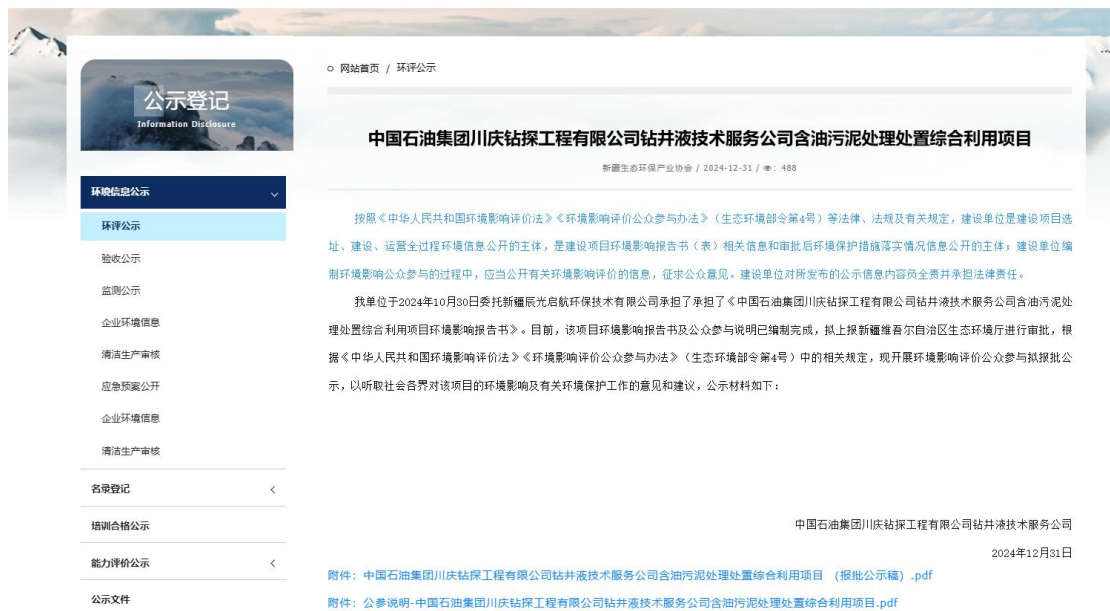 公示登记
Information Disclosure
环境信息公示
环评公示
验收公示
监测公示
企业环境信息
清洁生产审核
应急预案公开
企业环境信息
清洁生产审核
名录登记
培训合格公示
能力评价公示
公示文件
网站首页 / 环评公示
中国石油集团川庆钻探工程有限公司钻井液技术服务公司含油污泥处理处置综合利用项目
新疆生态环保产业协会 / 2024-12-31 / : 488
按照《中华人民共和国环境影响评价法》《环境影响评价公众参与办法》（生态环境部令第4号）等法律、法规及有关规定，建设单位是建设项目选
址、建设、运营全过程环境信息公开的主体，是建设项目环境影响报告书（表）相关信息和审批后环境保护措施落实情况信息公开的主体；建设单位编
制环境影响公众参与的过程中，应当公开有关环境影响评价的信息，征求公众意见。建设单位对所发布的公示信息内容负全责并承担法律责任。
我单位于2024年10月30日委托新疆辰光启航环保技术有限公司承担了承担了《中国石油集团川庆钻探工程有限公司钻井液技术服务公司含油污泥处
理处置综合利用项目环境影响报告书》。目前，该项目环境影响报告书及公众参与说明已编制完成，拟上报新疆维吾尔自治区生态环境厅进行审批，根
据《中华人民共和国环境影响评价法》《环境影响评价公众参与办法》（生态环境部令第4号）中的相关规定，现开展环境影响评价公众参与拟报批公
示，以听取社会各界对该项目的环境影响及有关环境保护工作的意见和建议，公示材料如下：
中国石油集团川庆钻探工程有限公司钻井液技术服务公司
2024年12月31日
附件：中国石油集团川庆钻探工程有限公司钻井液技术服务公司含油污泥处理处置综合利用项目 （报批公示稿）.pdf
附件：公参说明-中国石油集团川庆钻探工程有限公司钻井液技术服务公司含油污泥处理处置综合利用项目.pdf